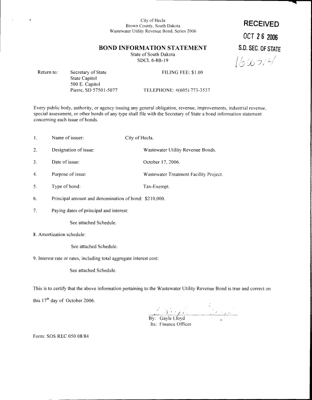 City of Hecla
Brown County, South Dakota
Wastewater Utility Revenue Bond, Series 2006
RECEIVED
OCT 26 2006
S.D. SEC. OF STATE
BOND INFORMATION STATEMENT
State of South Dakota
SDCL 6-8B-19
Return to: Secretary of State FILING FEE: $1.00
State Capitol
500 E. Capitol
Pierre, SD 57501-5077 TELEPHONE: #(605) 773-3537
Every public body, authority, or agency issuing any general obligation, revenue, improvements, industrial revenue,
special assessment, or other bonds of any type shall file with the Secretary of State a bond information statement
concerning each issue of bonds.
1. Name of issuer: City of Hecla.
2. Designation of issue: Wastewater Utility Revenue Bonds.
3. Date of issue: October 17, 2006.
4. Purpose of issue: Wastewater Treatment Facility Project.
5. Type of bond: Tax-Exempt.
6. Principal amount and denomination of bond: $210,000.
7. Paying dates of principal and interest:
See attached Schedule.
8. Amortization schedule:
See attached Schedule.
9. Interest rate or rates, including total aggregate interest cost:
See attached Schedule.
This is to certify that the above information pertaining to the Wastewater Utility Revenue Bond is true and correct on
this 17th day of October 2006.
By: Gayle Lloyd
Its: Finance Officer
Form: SOS REC 050 08/84